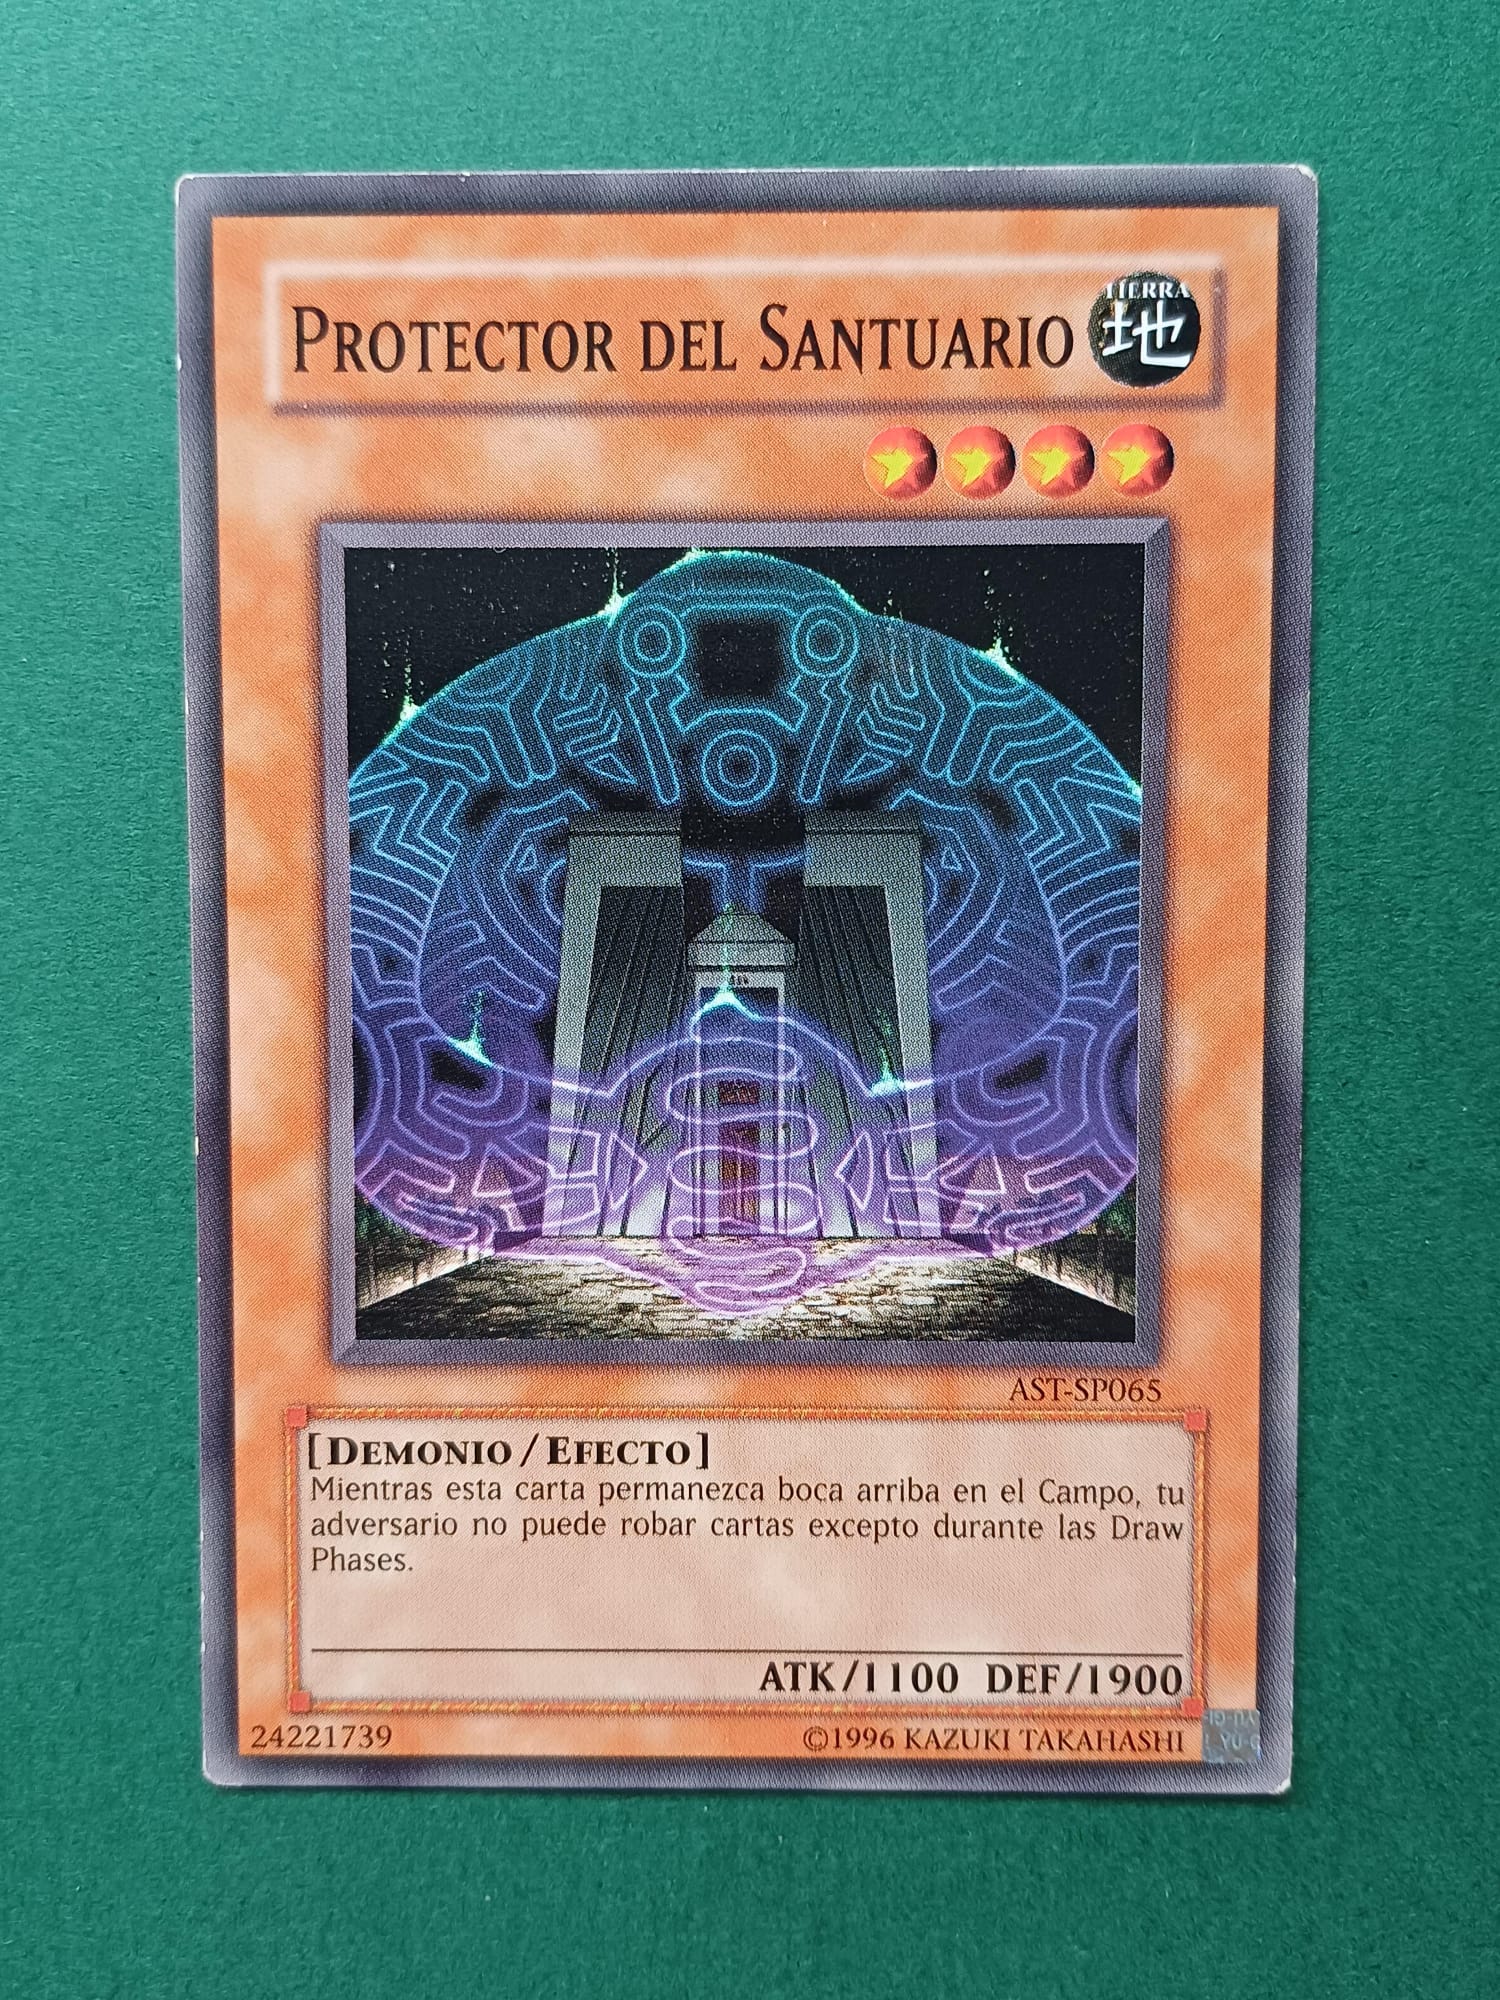 PROTECTOR DEL SANTUARIO
TIERRA
地
AST-SP065
[DEMONIO/EFECTO]
Mientras esta carta permanezca boca arriba en el Campo, tu
adversario no puede robar cartas excepto durante las Draw
Phases.
ATK/1100 DEF/1900
24221739
©1996 KAZUKI TAKAHASHI